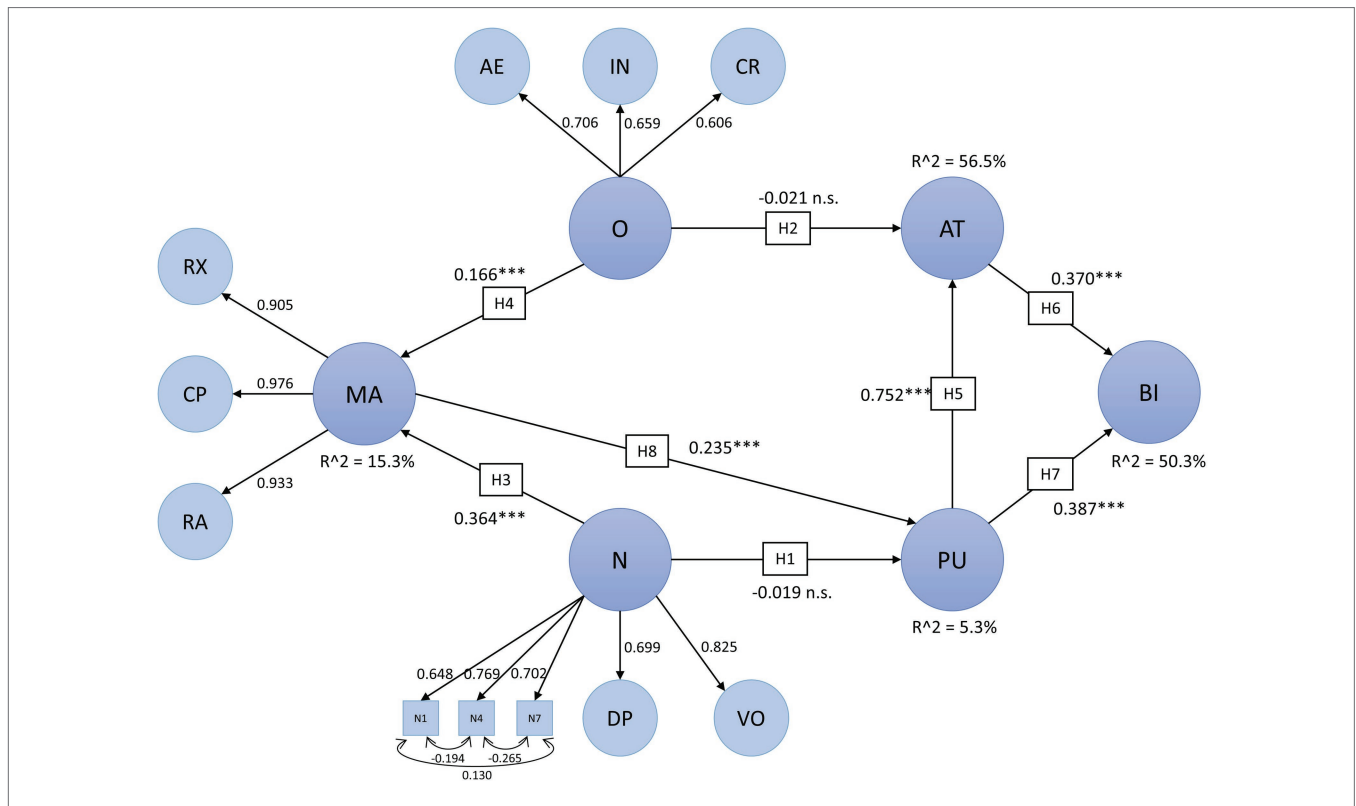 AE
IN
CR
0.706
0.659
0.606
R^2 = 56.5%
-0.021 n.s.
O
H2
AT
RX
0.166***
H4
0.370***
H6
0.905
CP
0.976
MA
0.752***
H5
BI
R^2 = 15.3%
0.235***
H8
H7
R^2 = 50.3%
0.933
H3
RA
0.364***
0.387***
N
H1
PU
-0.019 n.s.
R^2 = 5.3%
0.648
0.769
0.702
0.699
0.825
N1
N4
N7
DP
VO
-0.194
-0.265
0.130